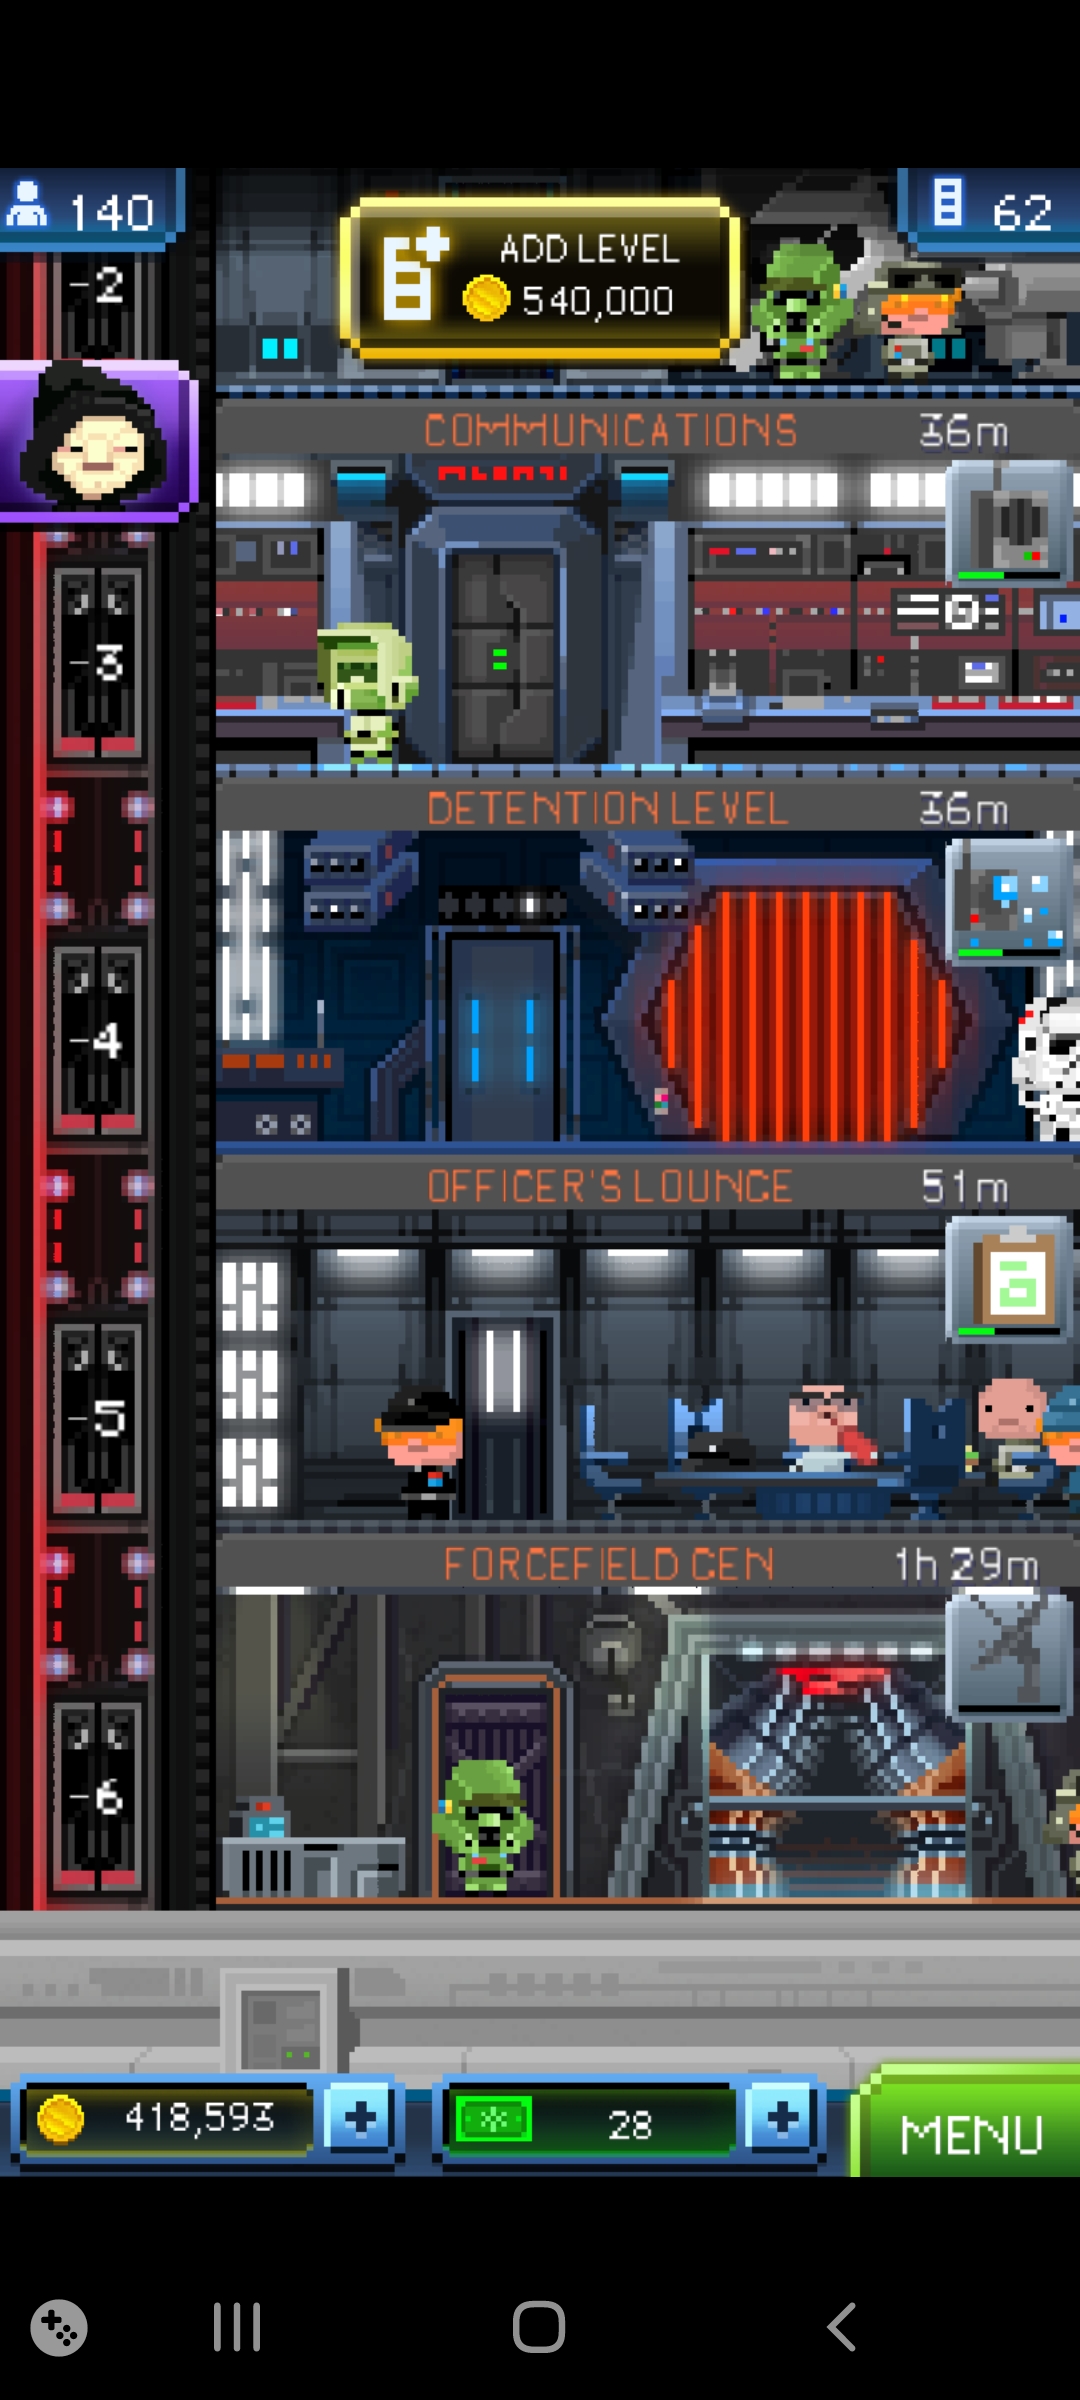 140
ADD LEVEL
540,000
62
-2
COMMUNICATIONS 36m
-3
DETENTION LEVEL 36m
-4
OFFICER'S LOUNGE 51m
-5
FORCEFIELD GEN 1h 29m
-6
418,593
28
MENU